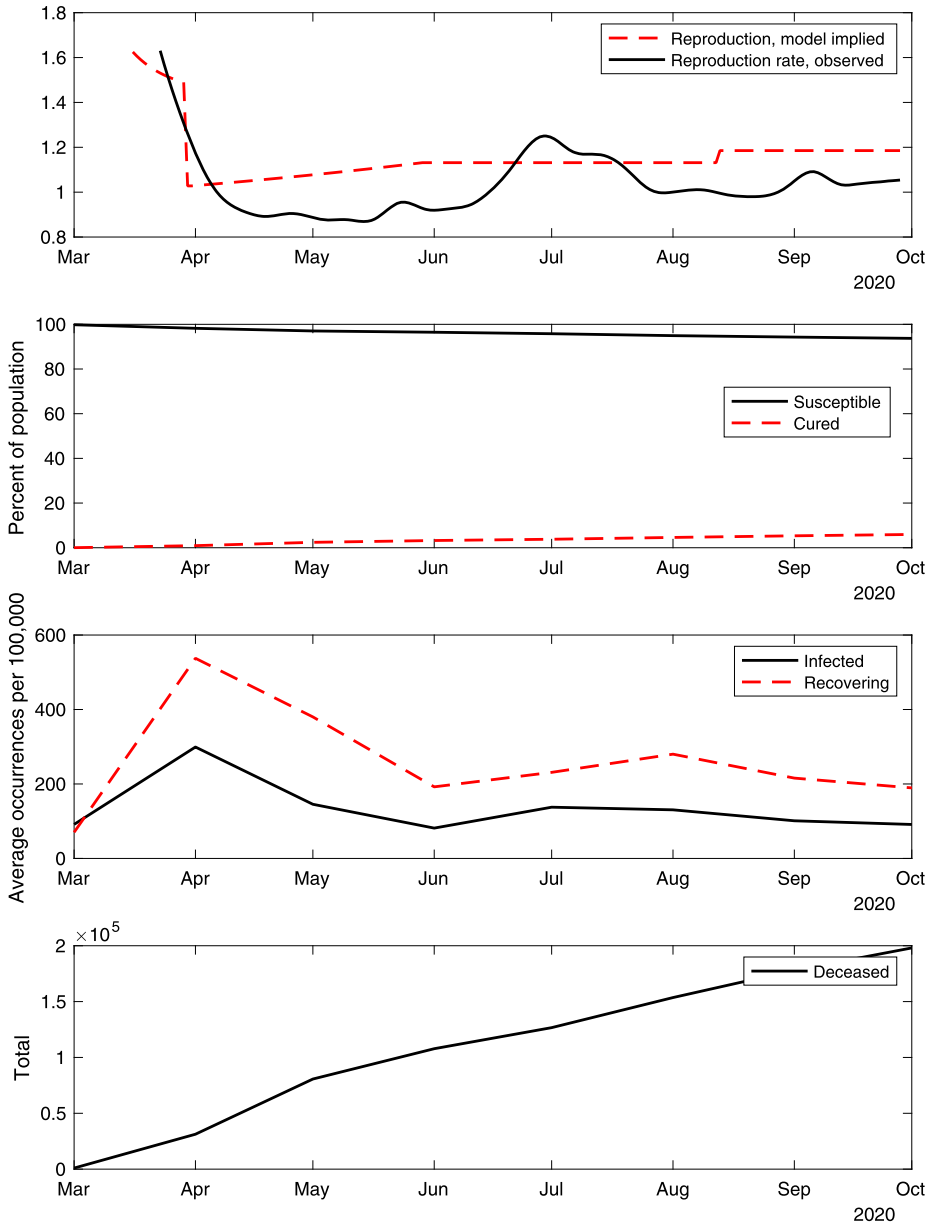 1.8
1.6
1.4
1.2
1
0.8
Reproduction, model implied
Reproduction rate, observed
Mar Apr May Jun Jul Aug Sep Oct
2020
Percent of population
100
80
60
40
20
0
Susceptible
Cured
Mar Apr May Jun Jul Aug Sep Oct
2020
Average occurrences per 100,000
600
400
200
0
Infected
Recovering
Mar Apr May Jun Jul Aug Sep Oct
2020
×10⁵
Total
2
1.5
1
0.5
0
Deceased
Mar Apr May Jun Jul Aug Sep Oct
2020